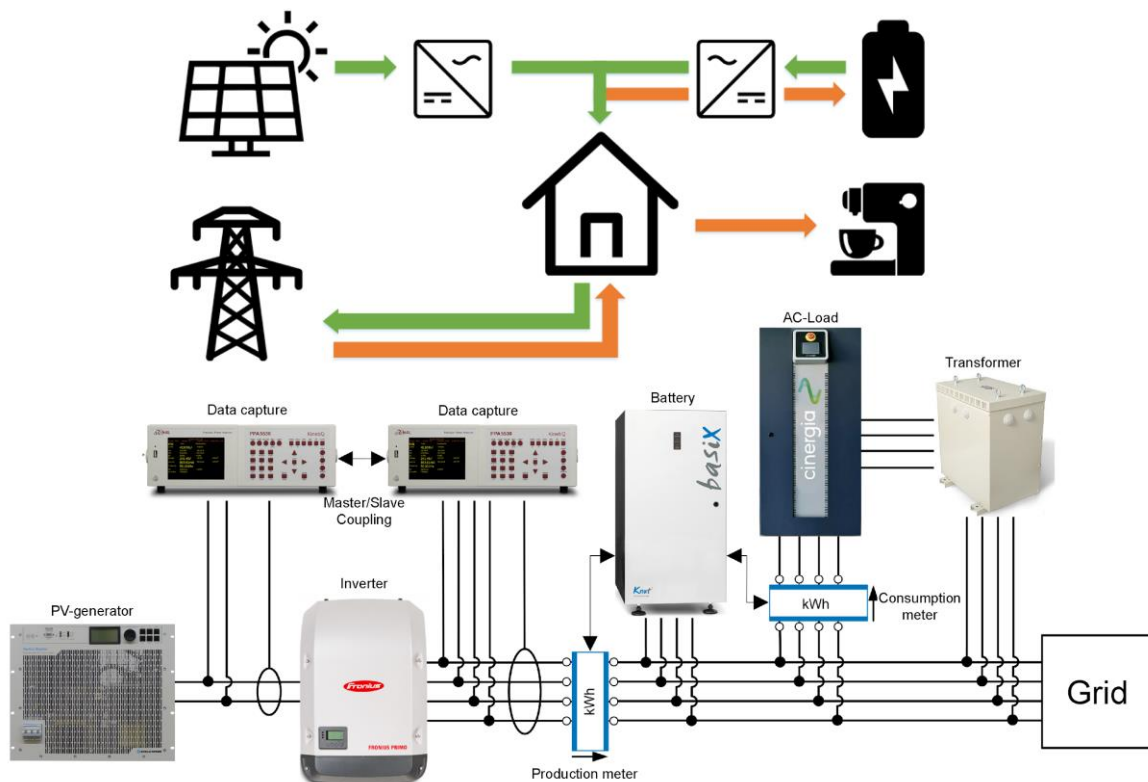 AC-Load
Transformer
Battery
Data capture
Data capture
cinergia
basiX
Master/Slave
Coupling
Inverter
Knet
kWh
Consumption
meter
PV-generator
Fronius
kWh
Grid
FRONIUS PRIMO
Production meter